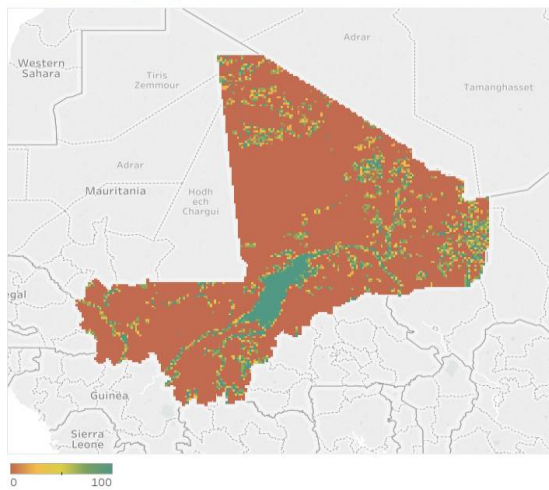 Adrar
Western
Sahara
Tiris
Zemmour
Tamanghasset
Adrar
Mauritania
Hodh
ech
Chargui
gal
Guinea
Sierra
Leone
0
100